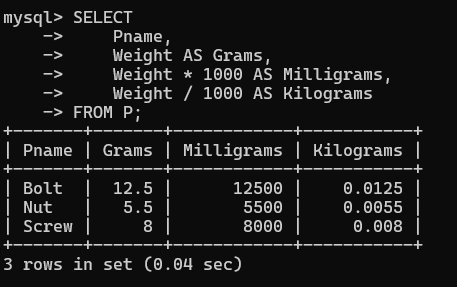 mysql> SELECT
    ->     Pname,
    ->     Weight AS Grams,
    ->     Weight * 1000 AS Milligrams,
    ->     Weight / 1000 AS Kilograms
    -> FROM P;
+-------+-------+------------+-----------+
| Pname | Grams | Milligrams | Kilograms |
+-------+-------+------------+-----------+
| Bolt  |  12.5 |      12500 |    0.0125 |
| Nut   |   5.5 |       5500 |    0.0055 |
| Screw |     8 |       8000 |     0.008 |
+-------+-------+------------+-----------+
3 rows in set (0.04 sec)